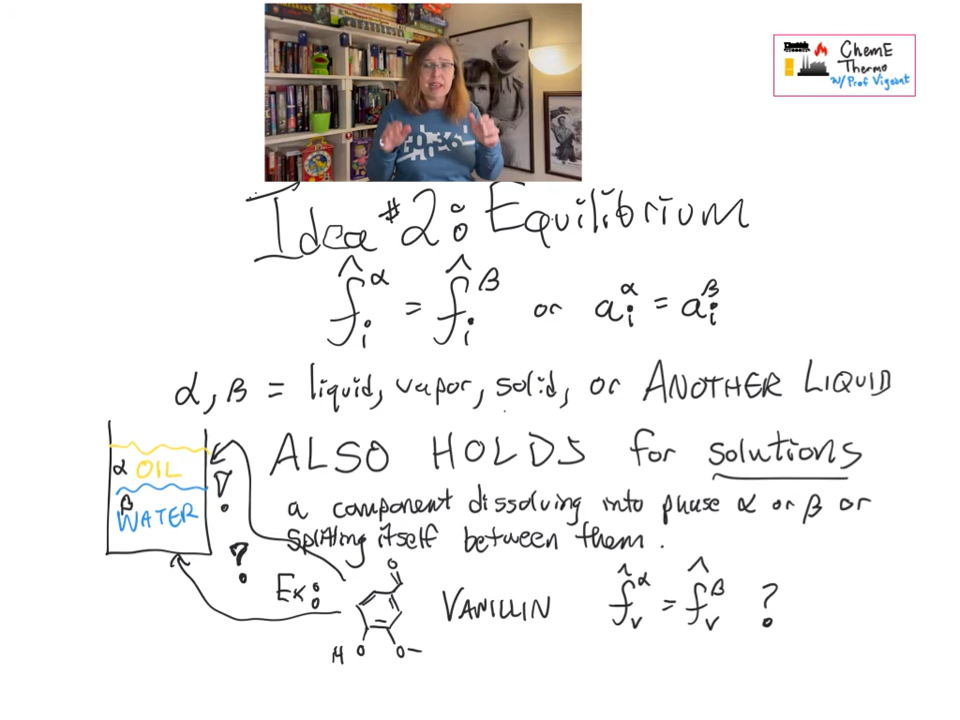 ChemE
Thermo
w/ Prof Vigeant
Idea #2: Equilibrium
f̂ᵢ^α = f̂ᵢ^β or aᵢ^α = aᵢ^β
α, β = liquid, vapor, solid, or ANOTHER LIQUID
ALSO HOLDS for solutions
a component dissolving into phase α or β or
splitting itself between them.
α OIL
β
WATER
?
?
Ex:
O
H O O
VANILLIN f̂ᵥ^α = f̂ᵥ^β ?